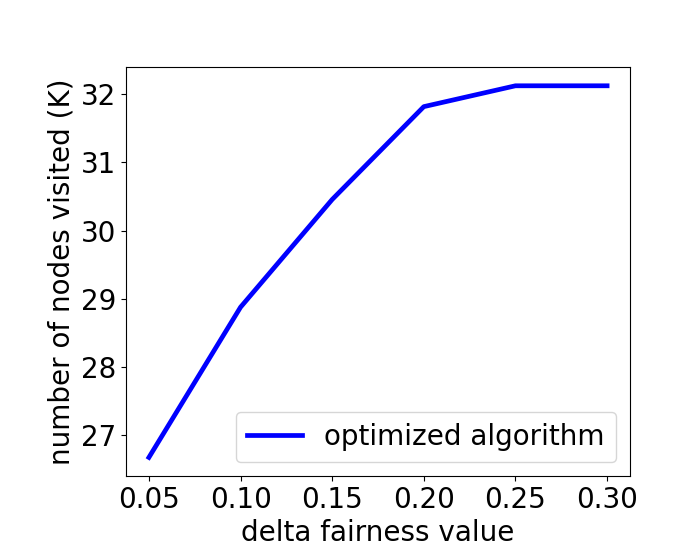 number of nodes visited (K)
32
31
30
29
28
27
optimized algorithm
0.05 0.10 0.15 0.20 0.25 0.30
delta fairness value